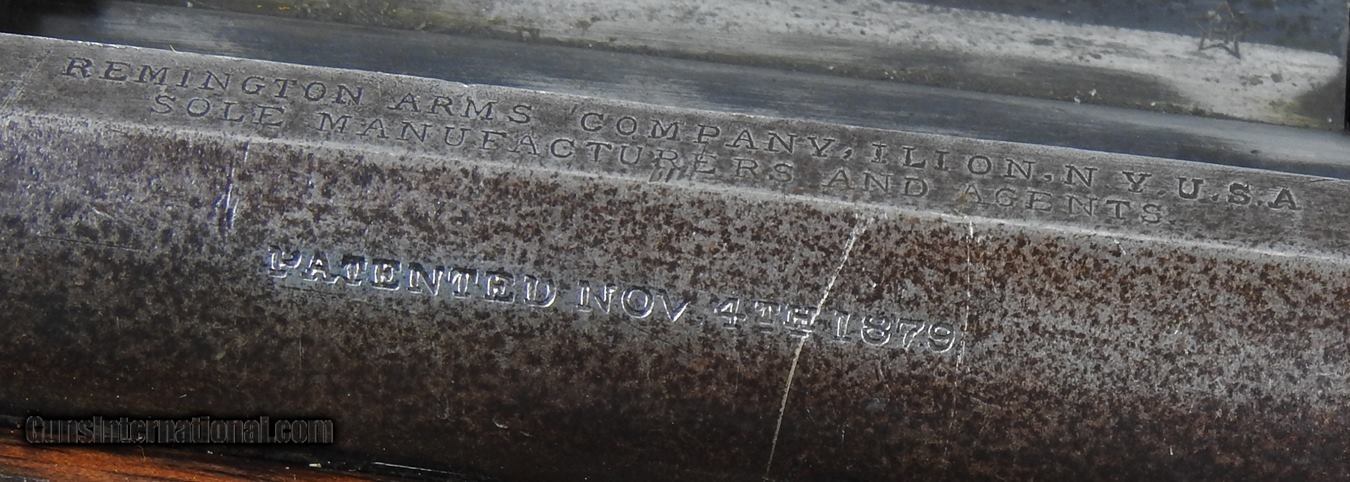 REMINGTON ARMS COMPANY, ILION, N.Y. U.S.A
SOLE MANUFACTURERS AND AGENTS.
PATENTED NOV. 4TH 1879.
GunsInternational.com